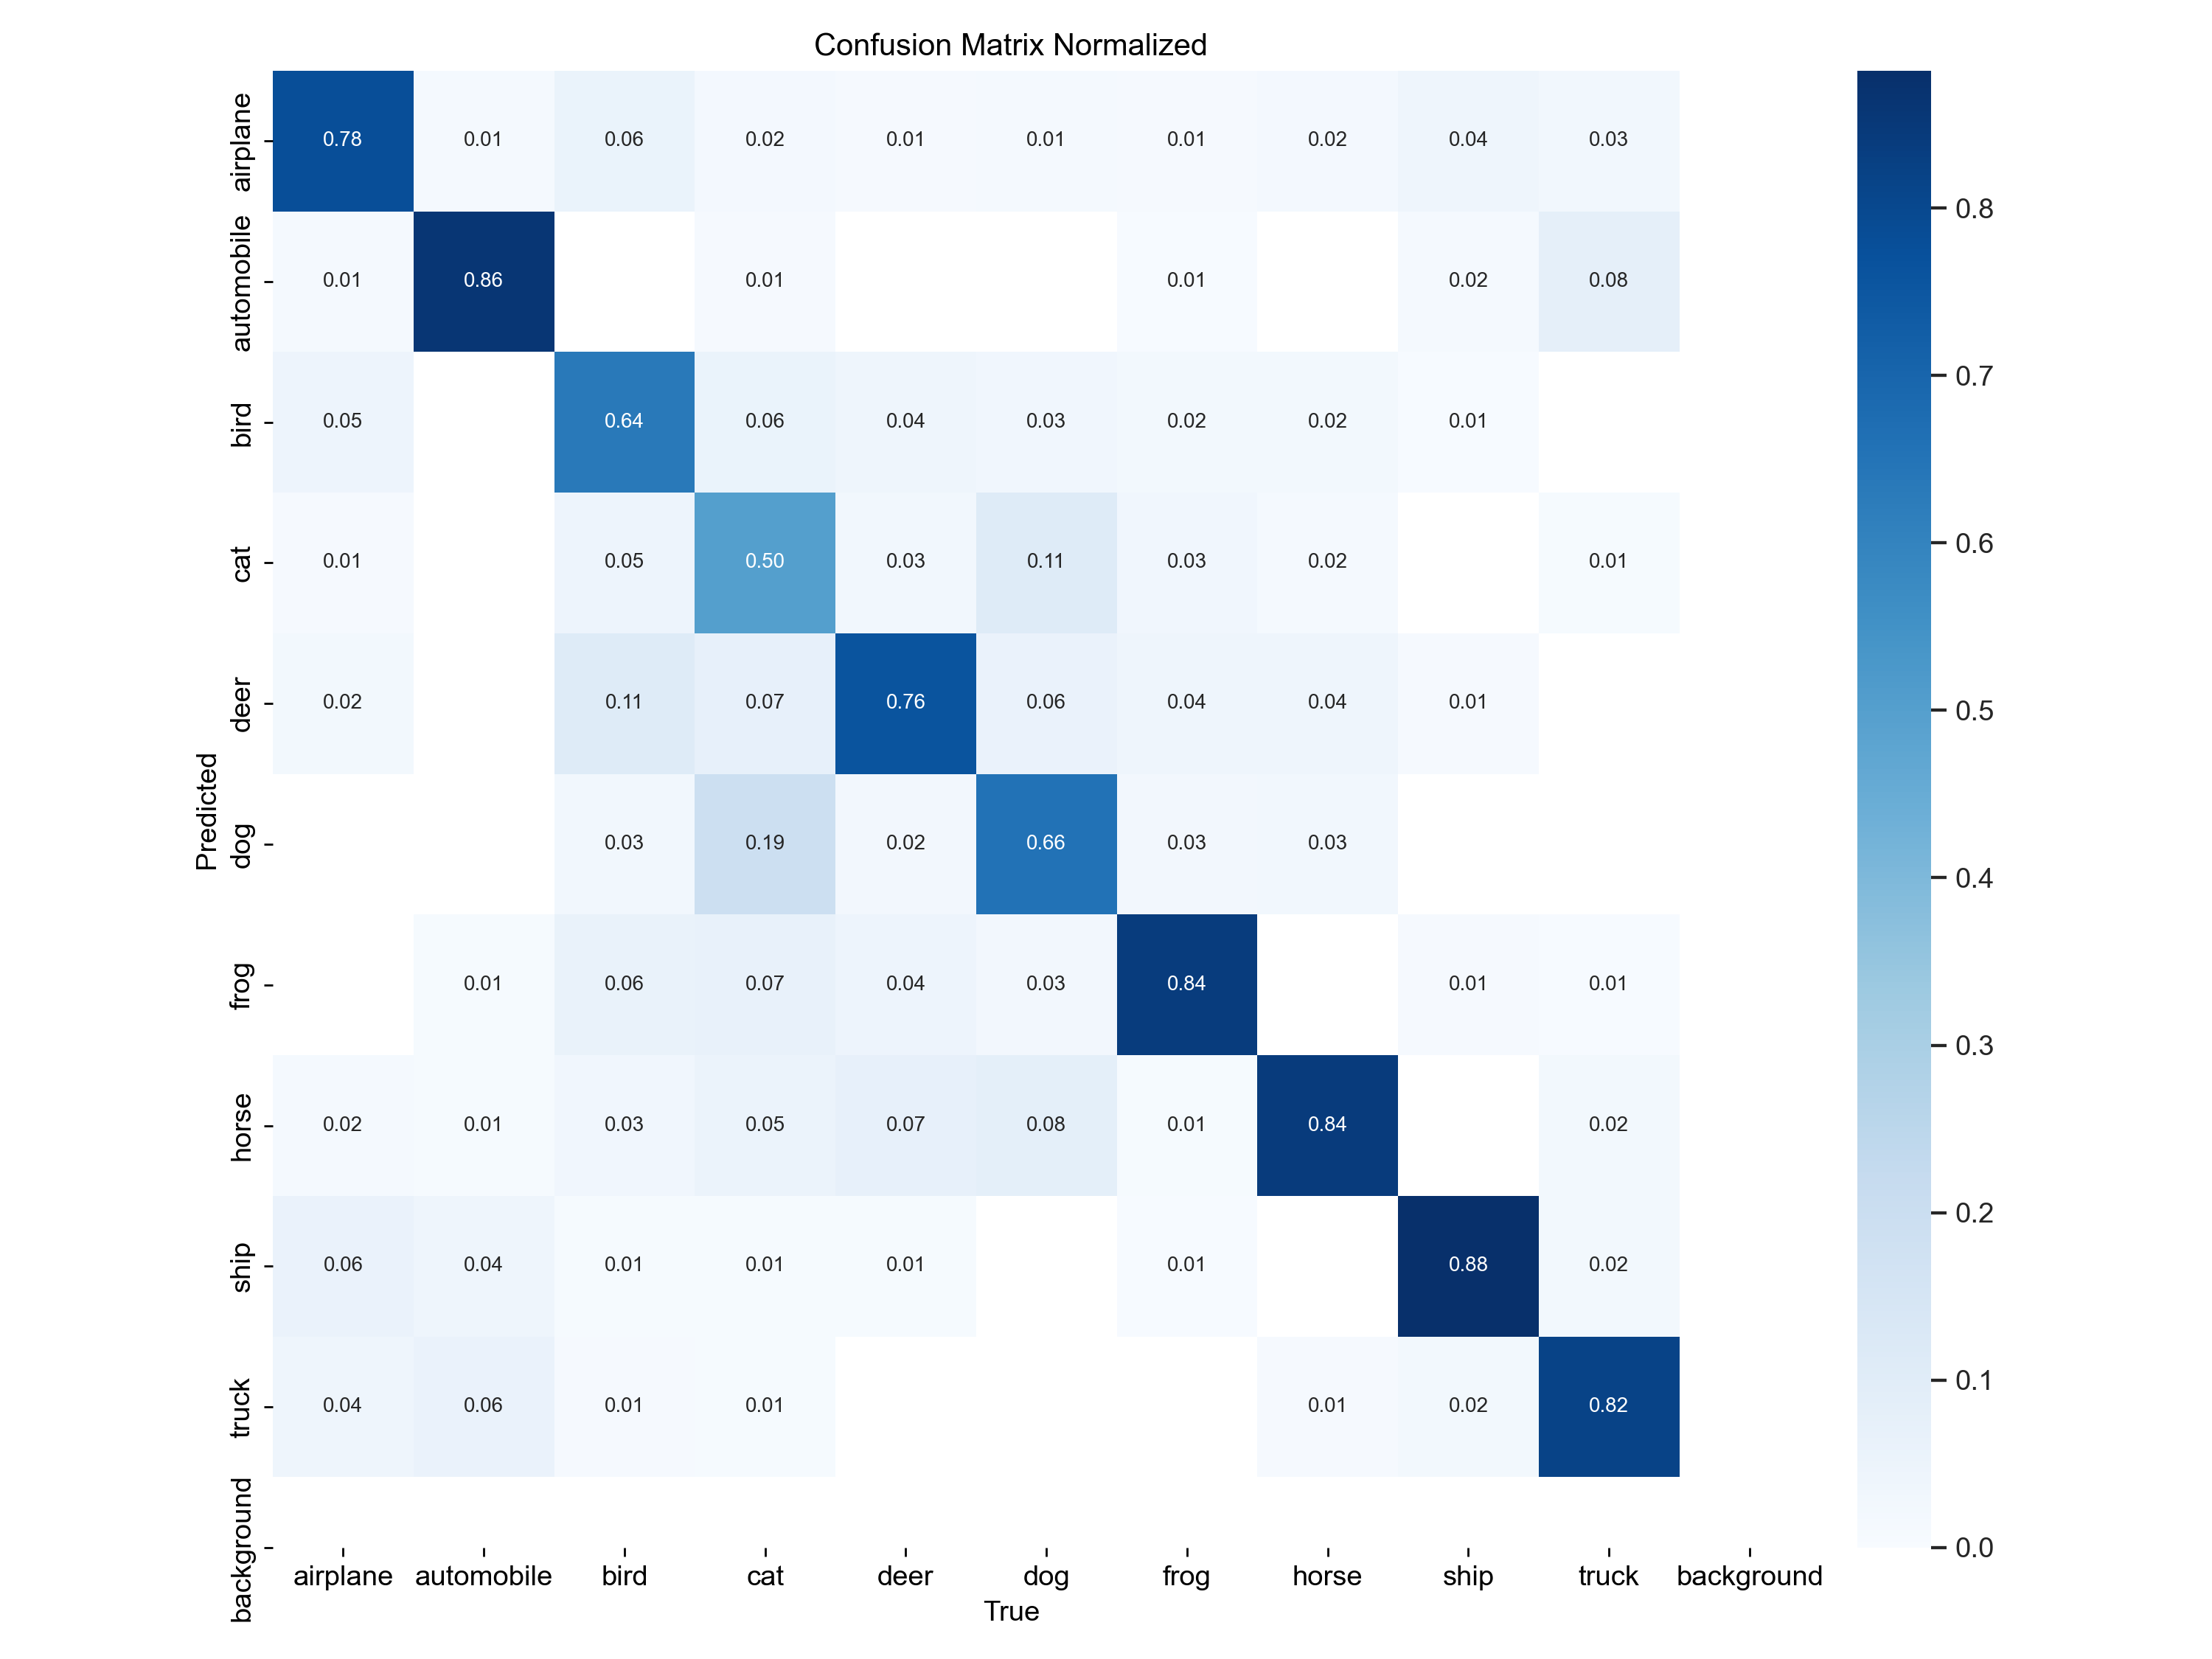 Confusion Matrix Normalized
airplane 0.78 0.01 0.06 0.02 0.01 0.01 0.01 0.02 0.04 0.03
automobile 0.01 0.86 0.01 0.01 0.02 0.08
bird 0.05 0.64 0.06 0.04 0.03 0.02 0.02 0.01
cat 0.01 0.05 0.50 0.03 0.11 0.03 0.02 0.01
deer 0.02 0.11 0.07 0.76 0.06 0.04 0.04 0.01
dog 0.03 0.19 0.02 0.66 0.03 0.03
frog 0.01 0.06 0.07 0.04 0.03 0.84 0.01 0.01
horse 0.02 0.01 0.03 0.05 0.07 0.08 0.01 0.84 0.02
ship 0.06 0.04 0.01 0.01 0.01 0.01 0.88 0.02
truck 0.04 0.06 0.01 0.01 0.01 0.02 0.82
background
Predicted
airplane automobile bird cat deer dog frog horse ship truck background
True
0.8
0.7
0.6
0.5
0.4
0.3
0.2
0.1
0.0